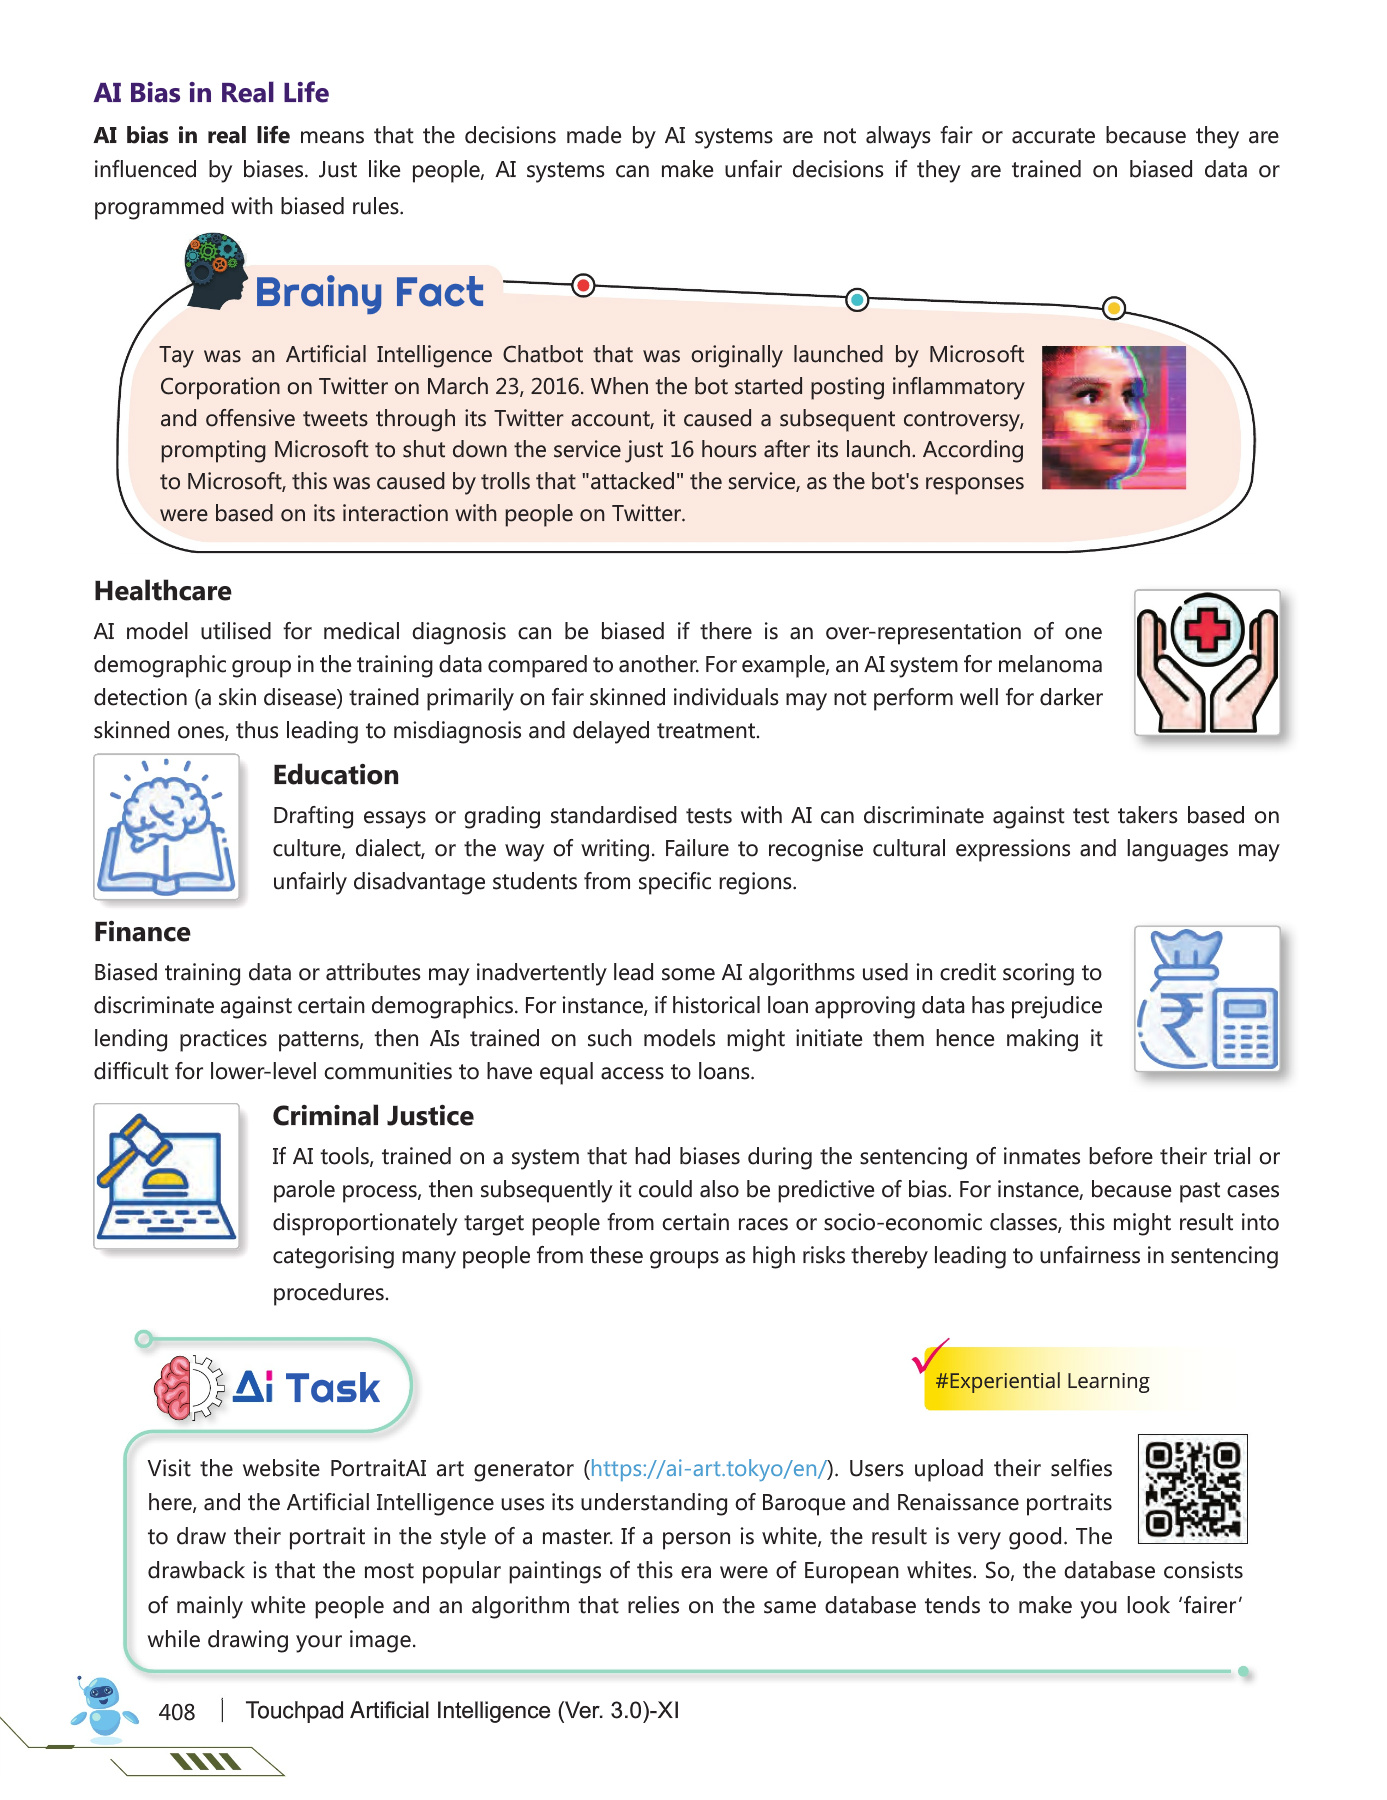 AI Bias in Real Life
AI bias in real life means that the decisions made by AI systems are not always fair or accurate because they are
influenced by biases. Just like people, AI systems can make unfair decisions if they are trained on biased data or
programmed with biased rules.
Brainy Fact
Tay was an Artificial Intelligence Chatbot that was originally launched by Microsoft
Corporation on Twitter on March 23, 2016. When the bot started posting inflammatory
and offensive tweets through its Twitter account, it caused a subsequent controversy,
prompting Microsoft to shut down the service just 16 hours after its launch. According
to Microsoft, this was caused by trolls that "attacked" the service, as the bot's responses
were based on its interaction with people on Twitter.
Healthcare
AI model utilised for medical diagnosis can be biased if there is an over-representation of one
demographic group in the training data compared to another. For example, an AI system for melanoma
detection (a skin disease) trained primarily on fair skinned individuals may not perform well for darker
skinned ones, thus leading to misdiagnosis and delayed treatment.
Education
Drafting essays or grading standardised tests with AI can discriminate against test takers based on
culture, dialect, or the way of writing. Failure to recognise cultural expressions and languages may
unfairly disadvantage students from specific regions.
Finance
Biased training data or attributes may inadvertently lead some AI algorithms used in credit scoring to
discriminate against certain demographics. For instance, if historical loan approving data has prejudice
lending practices patterns, then AIs trained on such models might initiate them hence making it
difficult for lower-level communities to have equal access to loans.
₹
Criminal Justice
If AI tools, trained on a system that had biases during the sentencing of inmates before their trial or
parole process, then subsequently it could also be predictive of bias. For instance, because past cases
disproportionately target people from certain races or socio-economic classes, this might result into
categorising many people from these groups as high risks thereby leading to unfairness in sentencing
procedures.
Ai Task
#Experiential Learning
Visit the website PortraitAI art generator (https://ai-art.tokyo/en/). Users upload their selfies
here, and the Artificial Intelligence uses its understanding of Baroque and Renaissance portraits
to draw their portrait in the style of a master. If a person is white, the result is very good. The
drawback is that the most popular paintings of this era were of European whites. So, the database consists
of mainly white people and an algorithm that relies on the same database tends to make you look ‘fairer’
while drawing your image.
408 | Touchpad Artificial Intelligence (Ver. 3.0)-XI